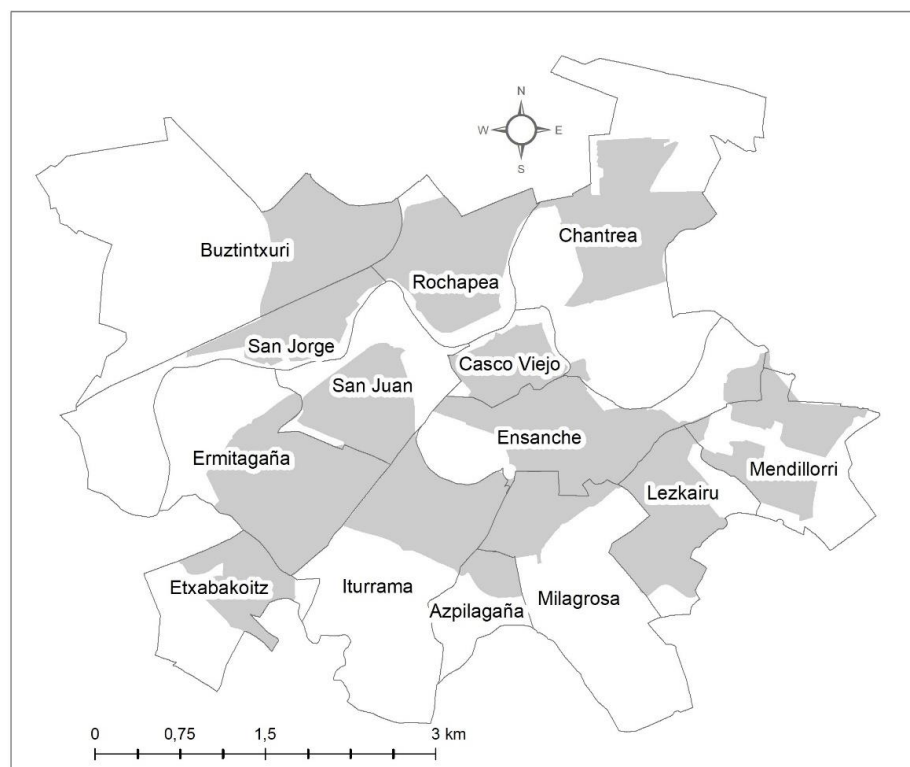 N
W E
S
Chantrea
Buztintxuri
Rochapea
San Jorge
Casco Viejo
San Juan
Ensanche
Ermitagaña
Mendillorri
Lezkairu
Etxabakoitz
Iturrama
Milagrosa
Azpilagaña
0 0,75 1,5 3 km